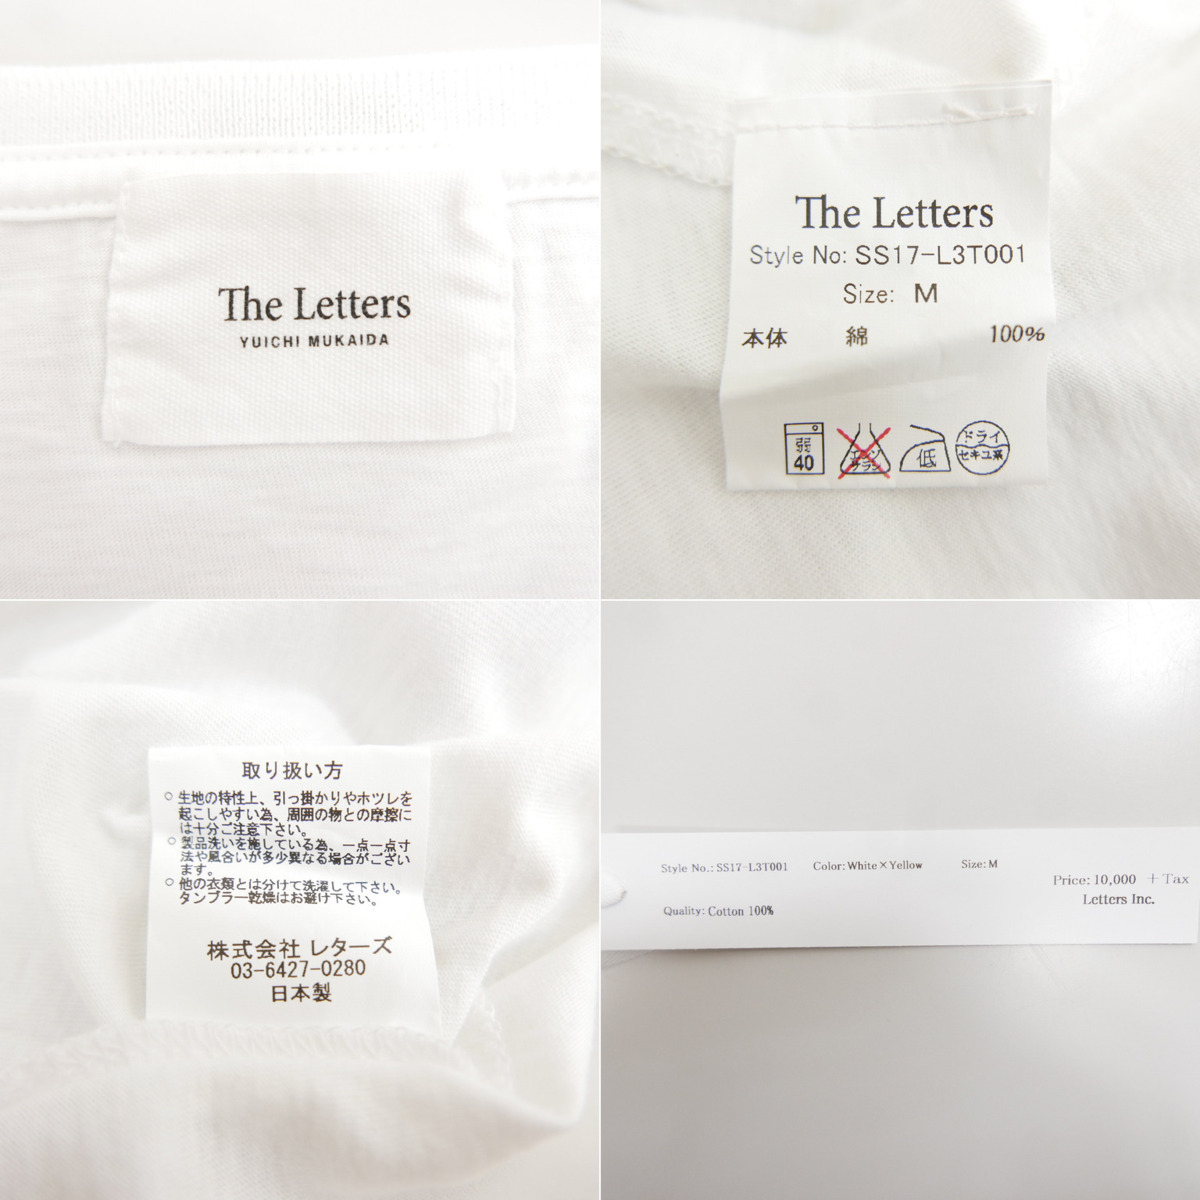 The Letters
YUICHI MUKAIDA
The Letters
Style No: SS17-L3T001
Size: M
本体 綿 100%
弱 40
エンソ サラシ
低
ドライ
セキユ系
取り扱い方
○ 生地の特性上、引っ掛かりやホツレを
起こしやすい為、周囲の物との摩擦に
は十分ご注意下さい。
○ 製品洗いを施している為、一点一点寸
法や風合いが多少異なる場合がござい
ます。
○ 他の衣類とは分けて洗濯して下さい。
タンブラー乾燥はお避け下さい。
株式会社 レターズ
03-6427-0280
日本製
Style No.: SS17-L3T001 Color: White×Yellow Size: M
Price: 10,000 +Tax
Letters Inc.
Quality: Cotton 100%